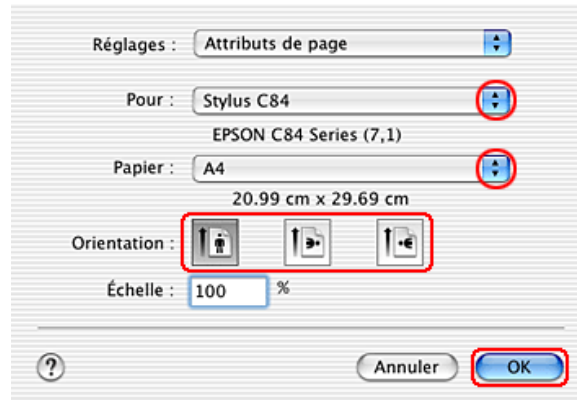 Réglages : Attributs de page
Pour : Stylus C84
EPSON C84 Series (7,1)
Papier : A4
20.99 cm x 29.69 cm
Orientation :
Échelle : 100 %
? Annuler OK